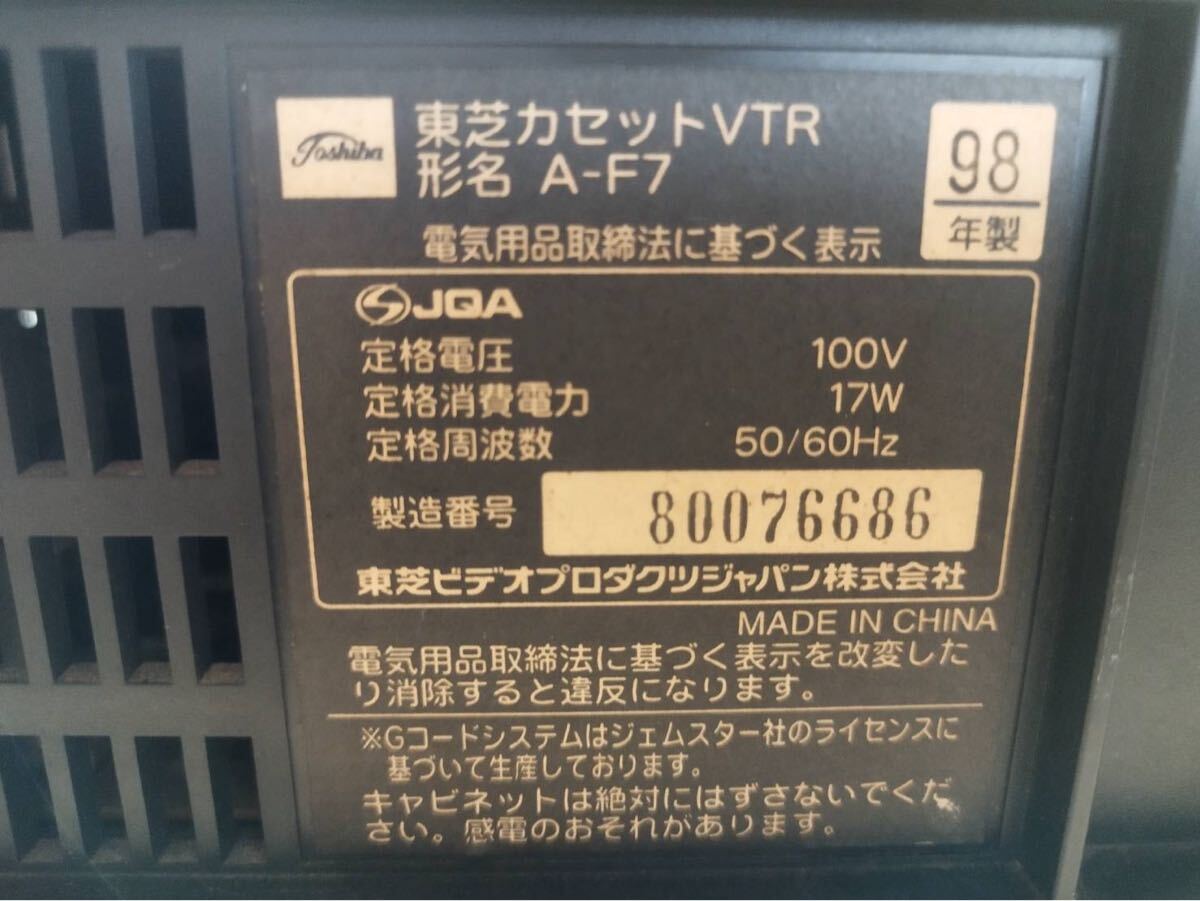 Toshiba
東芝カセットVTR
形名 A-F7
98
年製
電気用品取締法に基づく表示
JQA
定格電圧 100V
定格消費電力 17W
定格周波数 50/60Hz
製造番号 80076686
東芝ビデオプロダクツジャパン株式会社
MADE IN CHINA
電気用品取締法に基づく表示を改変した
り消除すると違反になります。
※Gコードシステムはジェムスター社のライセンスに
基づいて生産しております。
キャビネットは絶対にはずさないでくだ
さい。感電のおそれがあります。